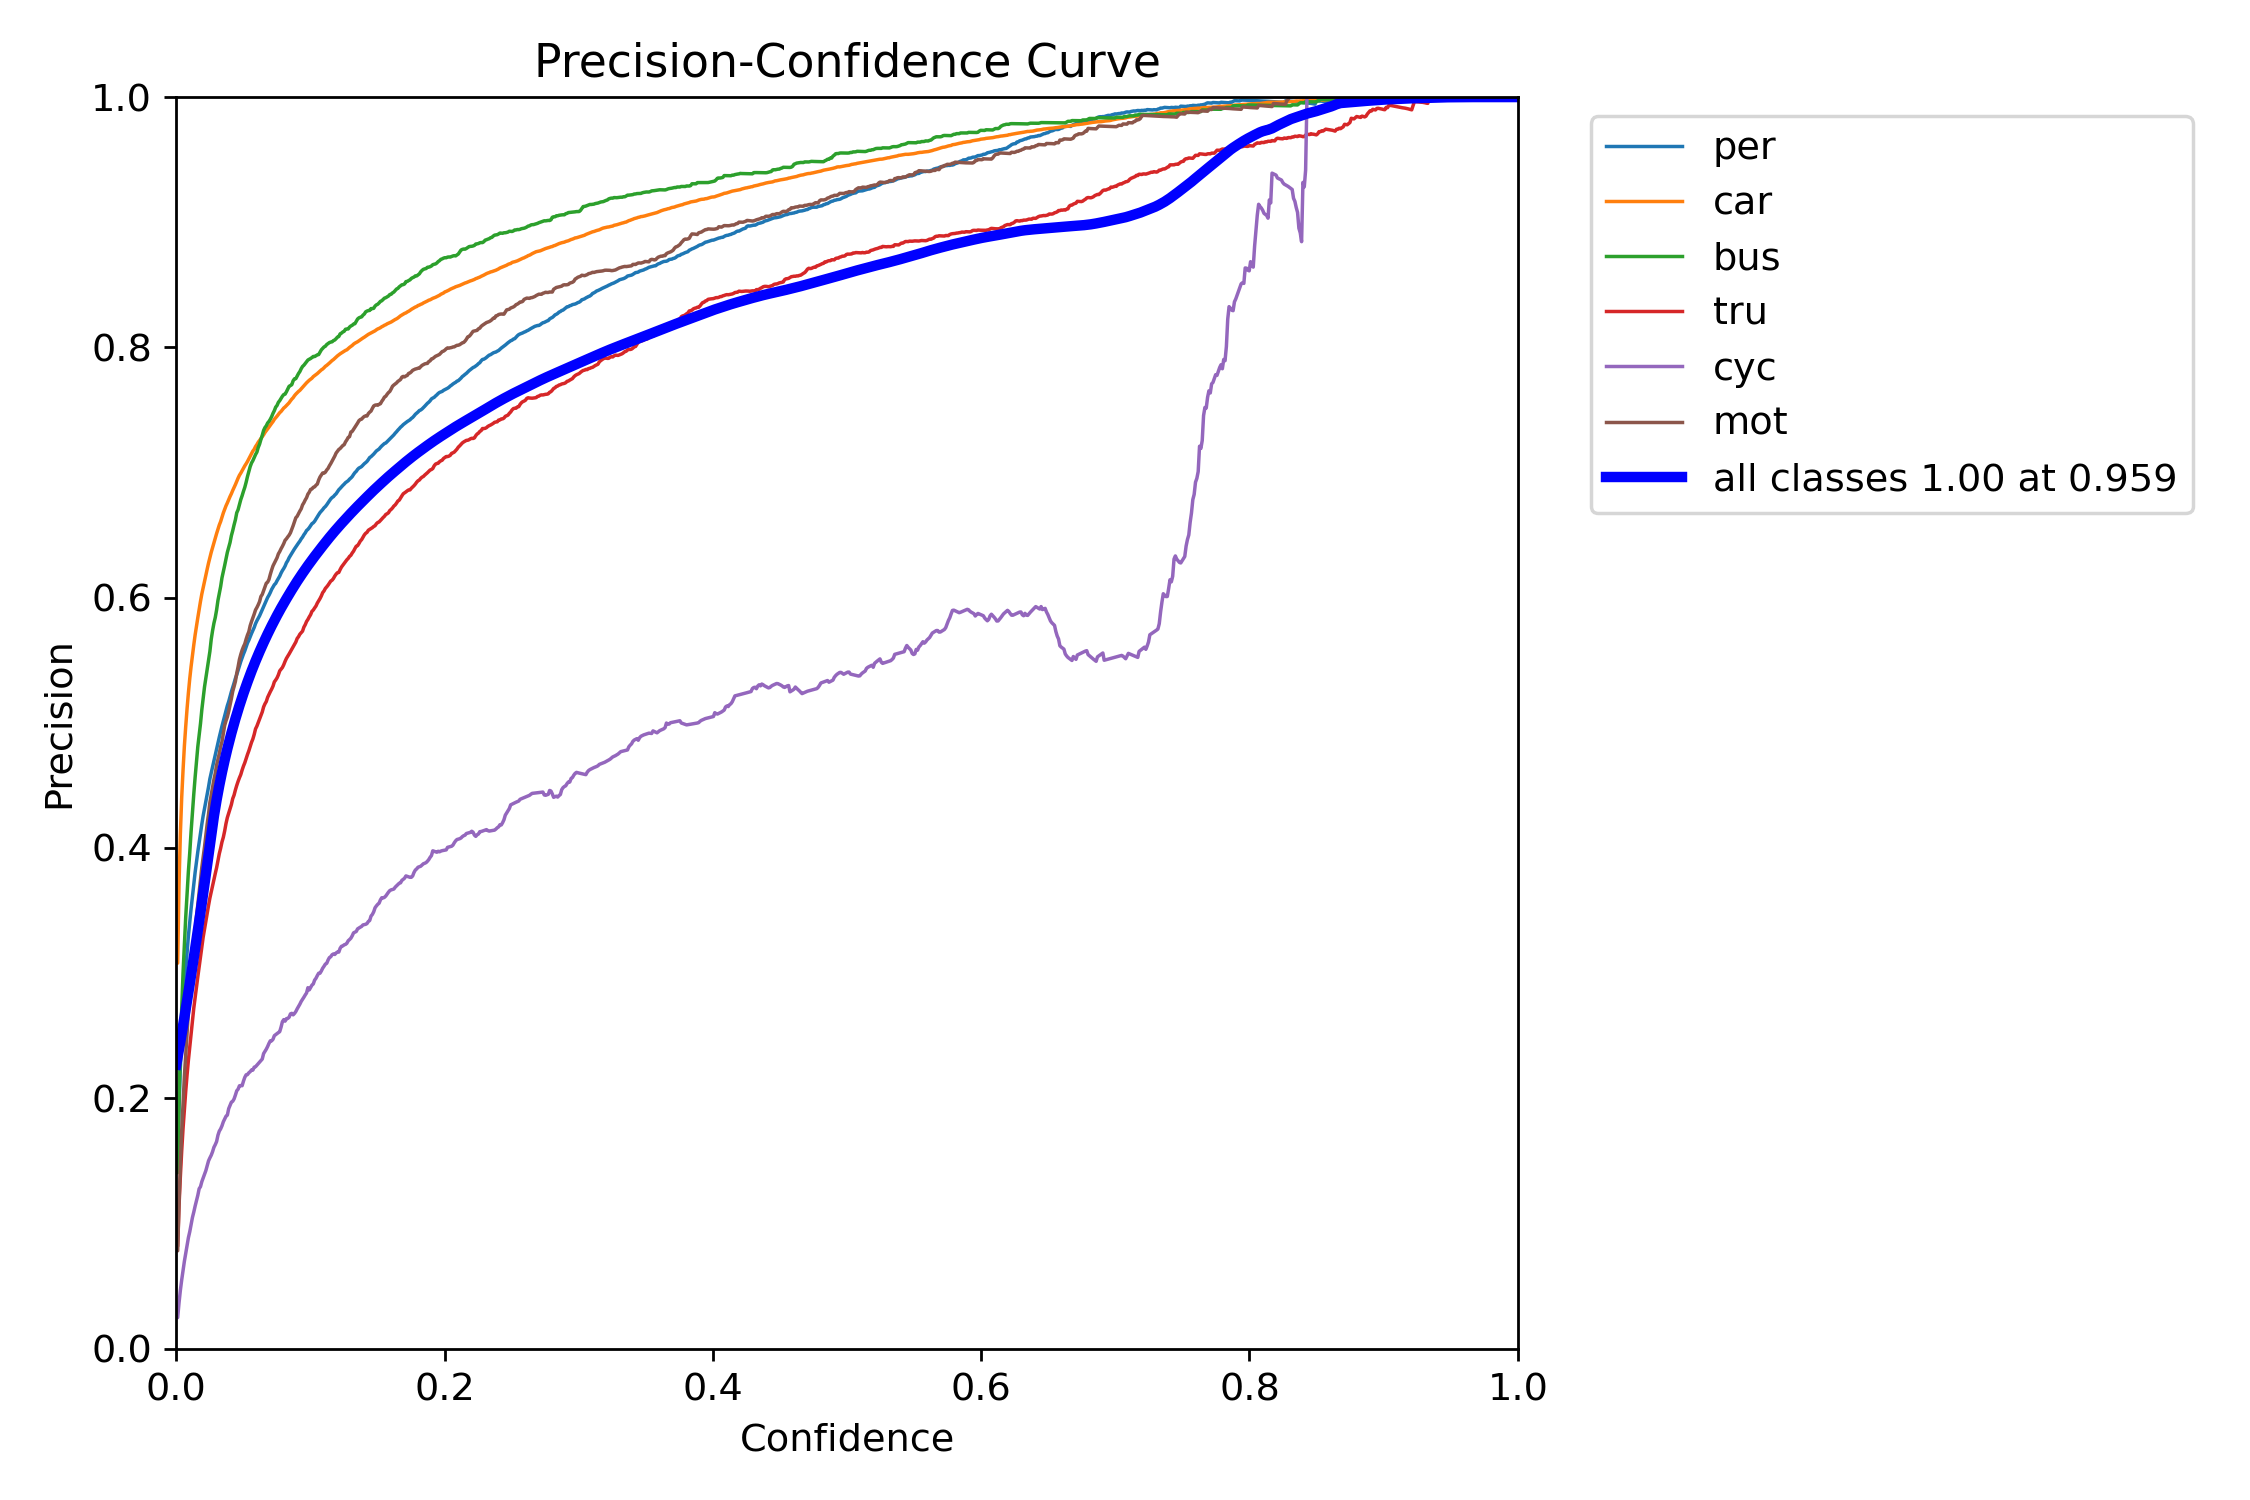 Precision-Confidence Curve
1.0
0.8
0.6
0.4
0.2
0.0
Precision
0.0 0.2 0.4 0.6 0.8 1.0
Confidence
per
car
bus
tru
cyc
mot
all classes 1.00 at 0.959